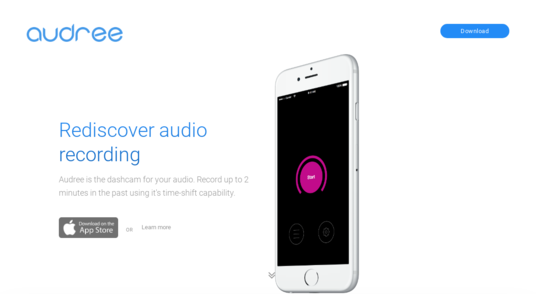 audree
Download
Rediscover audio
recording
Audree is the dashcam for your audio. Record up to 2
minutes in the past using it's time-shift capability.
Download on the
App Store
OR
Learn more
Start